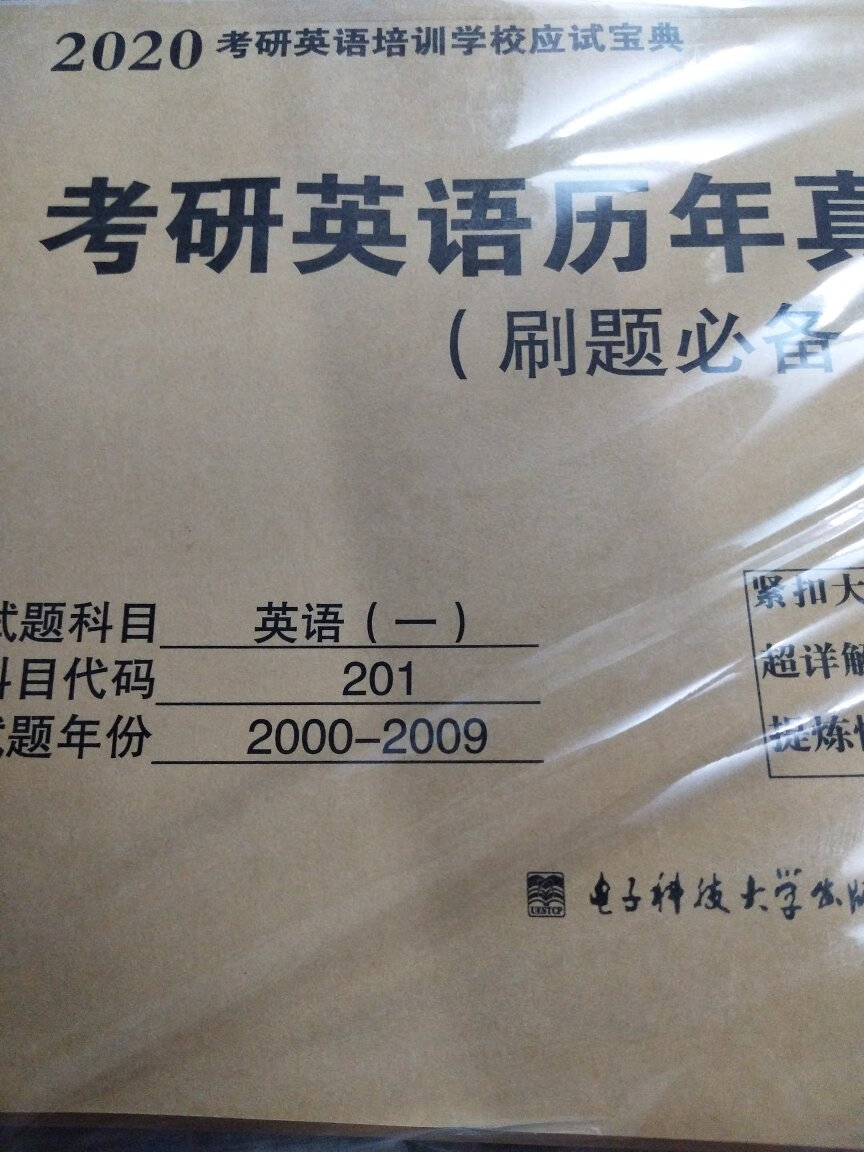 2020 考研英语培训学校应试宝典
考研英语历年真
（刷题必备
试题科目 英语（一）
科目代码 201
试题年份 2000-2009
紧扣大
超详解
提炼
UESTCP 电子科技大学出版